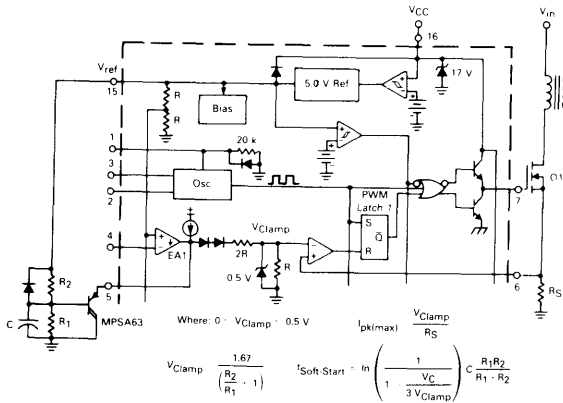 VCC
Vin
16
Vref
15
R
R
Bias
5.0 V Ref
17 V
1
3
2
20 k
Osc
PWM
Latch 1
S
Q
R
7
Q1
4
EA1
VClamp
2R
0.5 V
R
6
RS
5
R2
R1
C
MPSA63
Where: 0 VClamp 0.5 V
Ipk(max) VClamp
RS
VClamp 1.67
(R2
R1 · 1)
tSoft-Start = ln ( 1
1 VC
3 VClamp ) C R1R2
R1 · R2